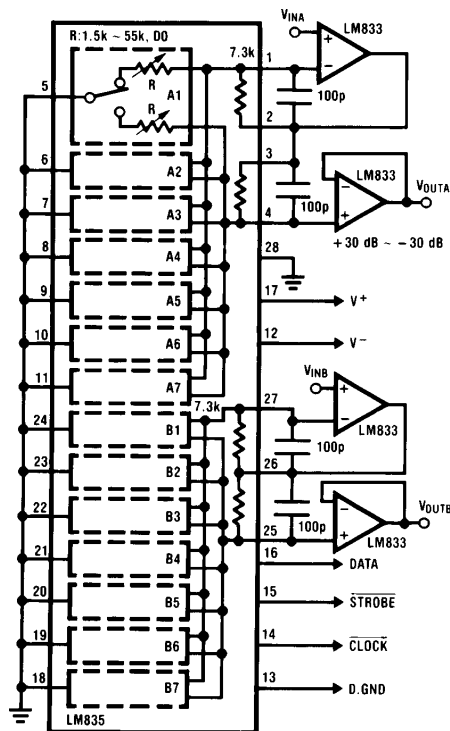 R:1.5k ~ 55k, D0
VINA
+
−
LM833
5
R
A1
R
7.3k
1
100p
2
3
100p
4
−
+
LM833
VOUTA
+30 dB ~ −30 dB
6
A2
7
A3
8
A4
28
9
A5
17
V+
10
A6
12
V−
11
A7
24
B1
7.3k
27
VINB
+
−
LM833
100p
23
B2
26
22
B3
100p
25
−
+
LM833
VOUTB
21
B4
16
DATA
20
B5
15
STROBE
19
B6
14
CLOCK
18
B7
13
D.GND
LM835